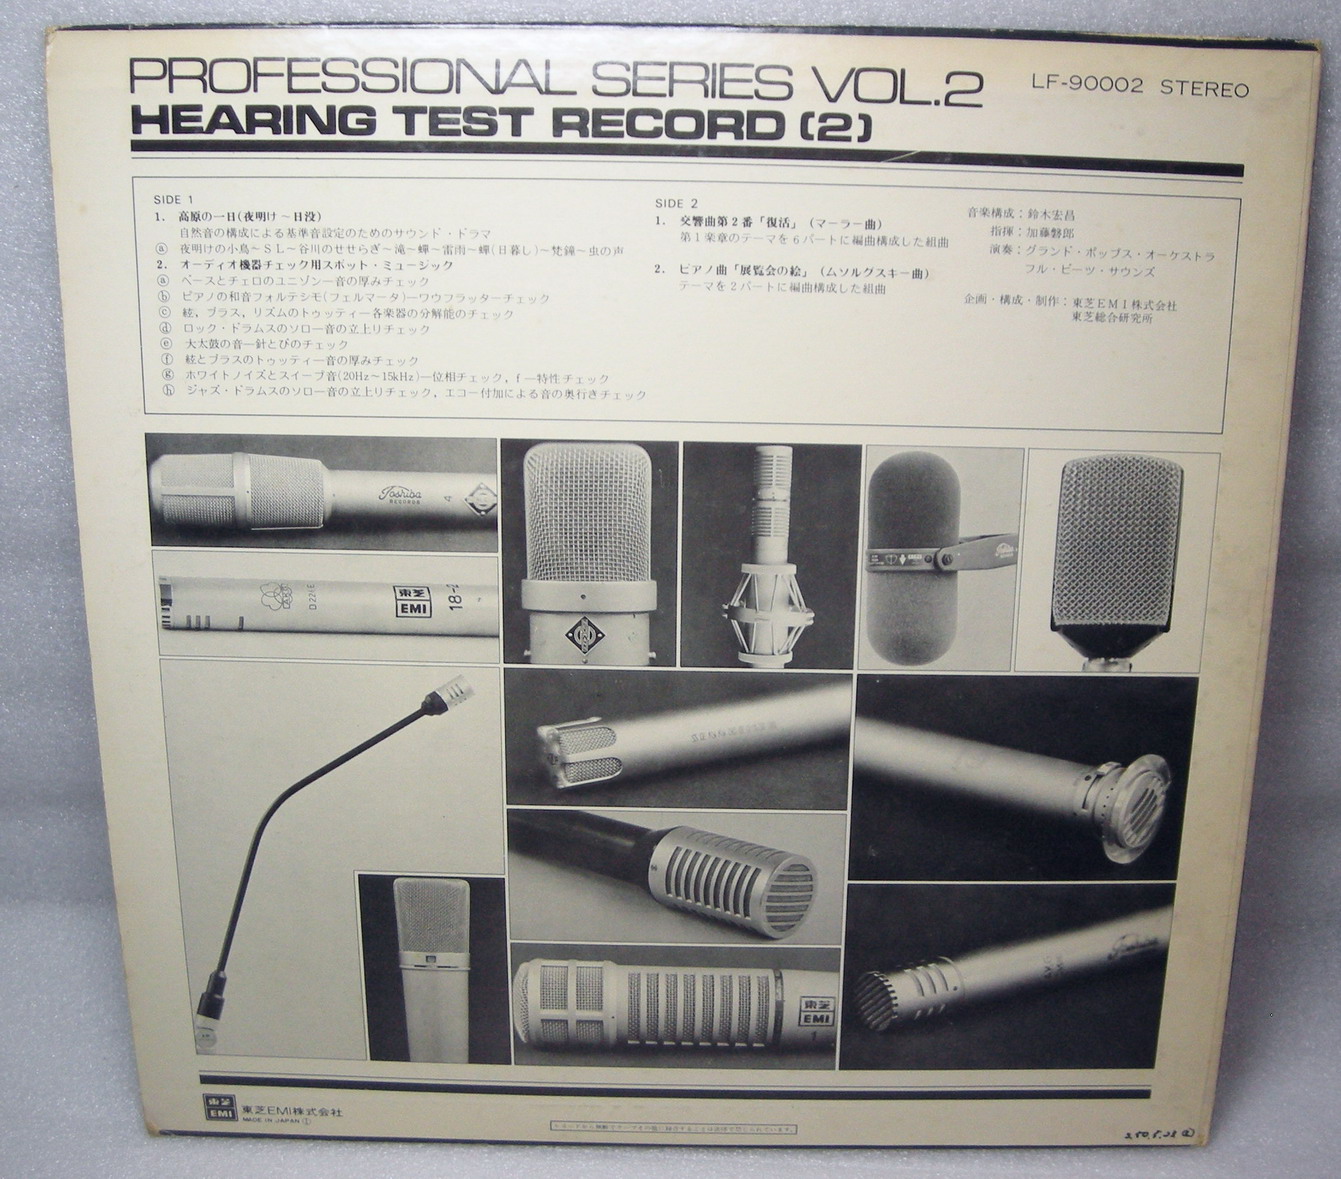 PROFESSIONAL SERIES VOL.2
LF-90002 STEREO
HEARING TEST RECORD (2)
SIDE 1
1. 高原の一日(夜明け〜日没)
自然音の構成による基準音設定のためのサウンド・ドラマ
ⓐ 夜明けの小鳥〜SL〜谷川のせせらぎ〜滝〜蟬〜雷雨〜蟬(日暮し)〜梵鐘〜虫の声
2. オーディオ機器チェック用スポット・ミュージック
ⓐ ベースとチェロのユニゾン―音の厚みチェック
ⓑ ピアノの和音フォルテシモ(フェルマータ)―ワウフラッターチェック
ⓒ 絃，ブラス，リズムのトゥッティ―各楽器の分解能のチェック
ⓓ ロック・ドラムスのソロ―音の立上りチェック
ⓔ 大太鼓の音―針とびのチェック
ⓕ 絃とブラスのトゥッティ―音の厚みチェック
ⓖ ホワイトノイズとスイープ音(20Hz〜15kHz)―位相チェック，f―特性チェック
ⓗ ジャズ・ドラムスのソロ―音の立上りチェック，エコー付加による音の奥行きチェック
SIDE 2
1. 交響曲第2番「復活」(マーラー曲)
第1楽章のテーマを6パートに編曲構成した組曲
2. ピアノ曲「展覧会の絵」(ムソルグスキー曲)
テーマを2パートに編曲構成した組曲
音楽構成：鈴木宏昌
指揮：加藤磐郎
演奏：グランド・ポップス・オーケストラ
フル・ビーツ・サウンズ
企画・構成・制作：東芝EMI株式会社
東芝総合研究所
Toshiba
RECORDS
4
D224E
東芝
EMI
18-2
東芝
EMI
1
東芝
EMI
東芝EMI株式会社
MADE IN JAPAN